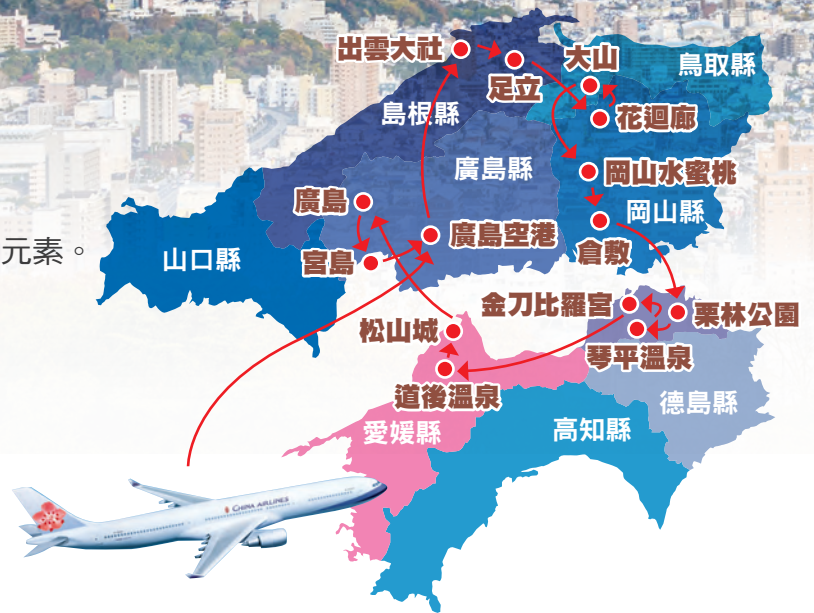 出雲大社
足立
大山
鳥取縣
花迴廊
島根縣
廣島縣
岡山水蜜桃
岡山縣
廣島
廣島空港
倉敷
元素。
山口縣
宮島
金刀比羅宮
栗林公園
松山城
琴平溫泉
道後溫泉
德島縣
愛媛縣
高知縣
CHINA AIRLINES